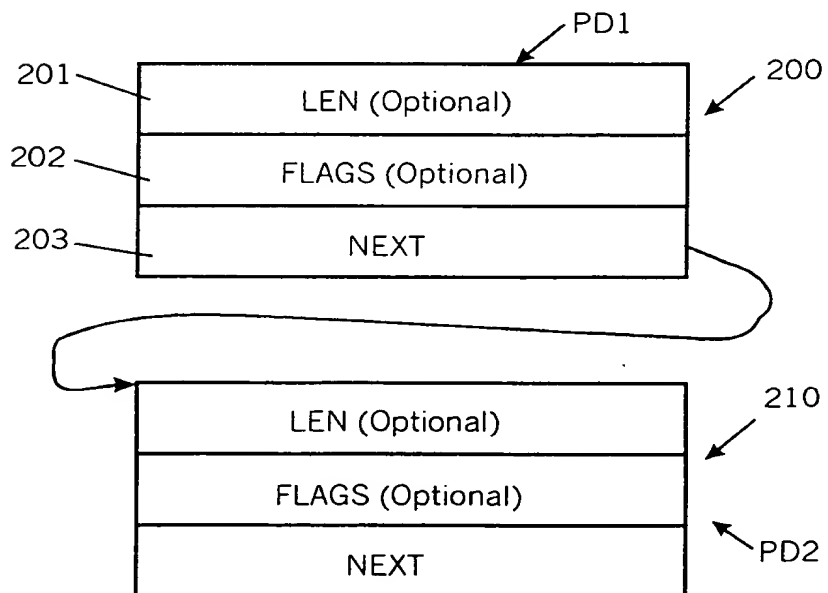 PD1
201
LEN (Optional)
200
202
FLAGS (Optional)
203
NEXT
LEN (Optional)
210
FLAGS (Optional)
PD2
NEXT